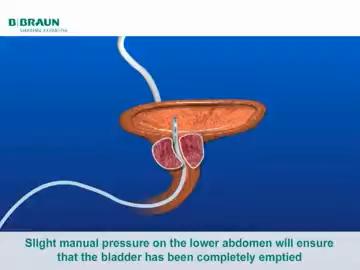 B|BRAUN
SHARING EXPERTISE
Slight manual pressure on the lower abdomen will ensure
that the bladder has been completely emptied